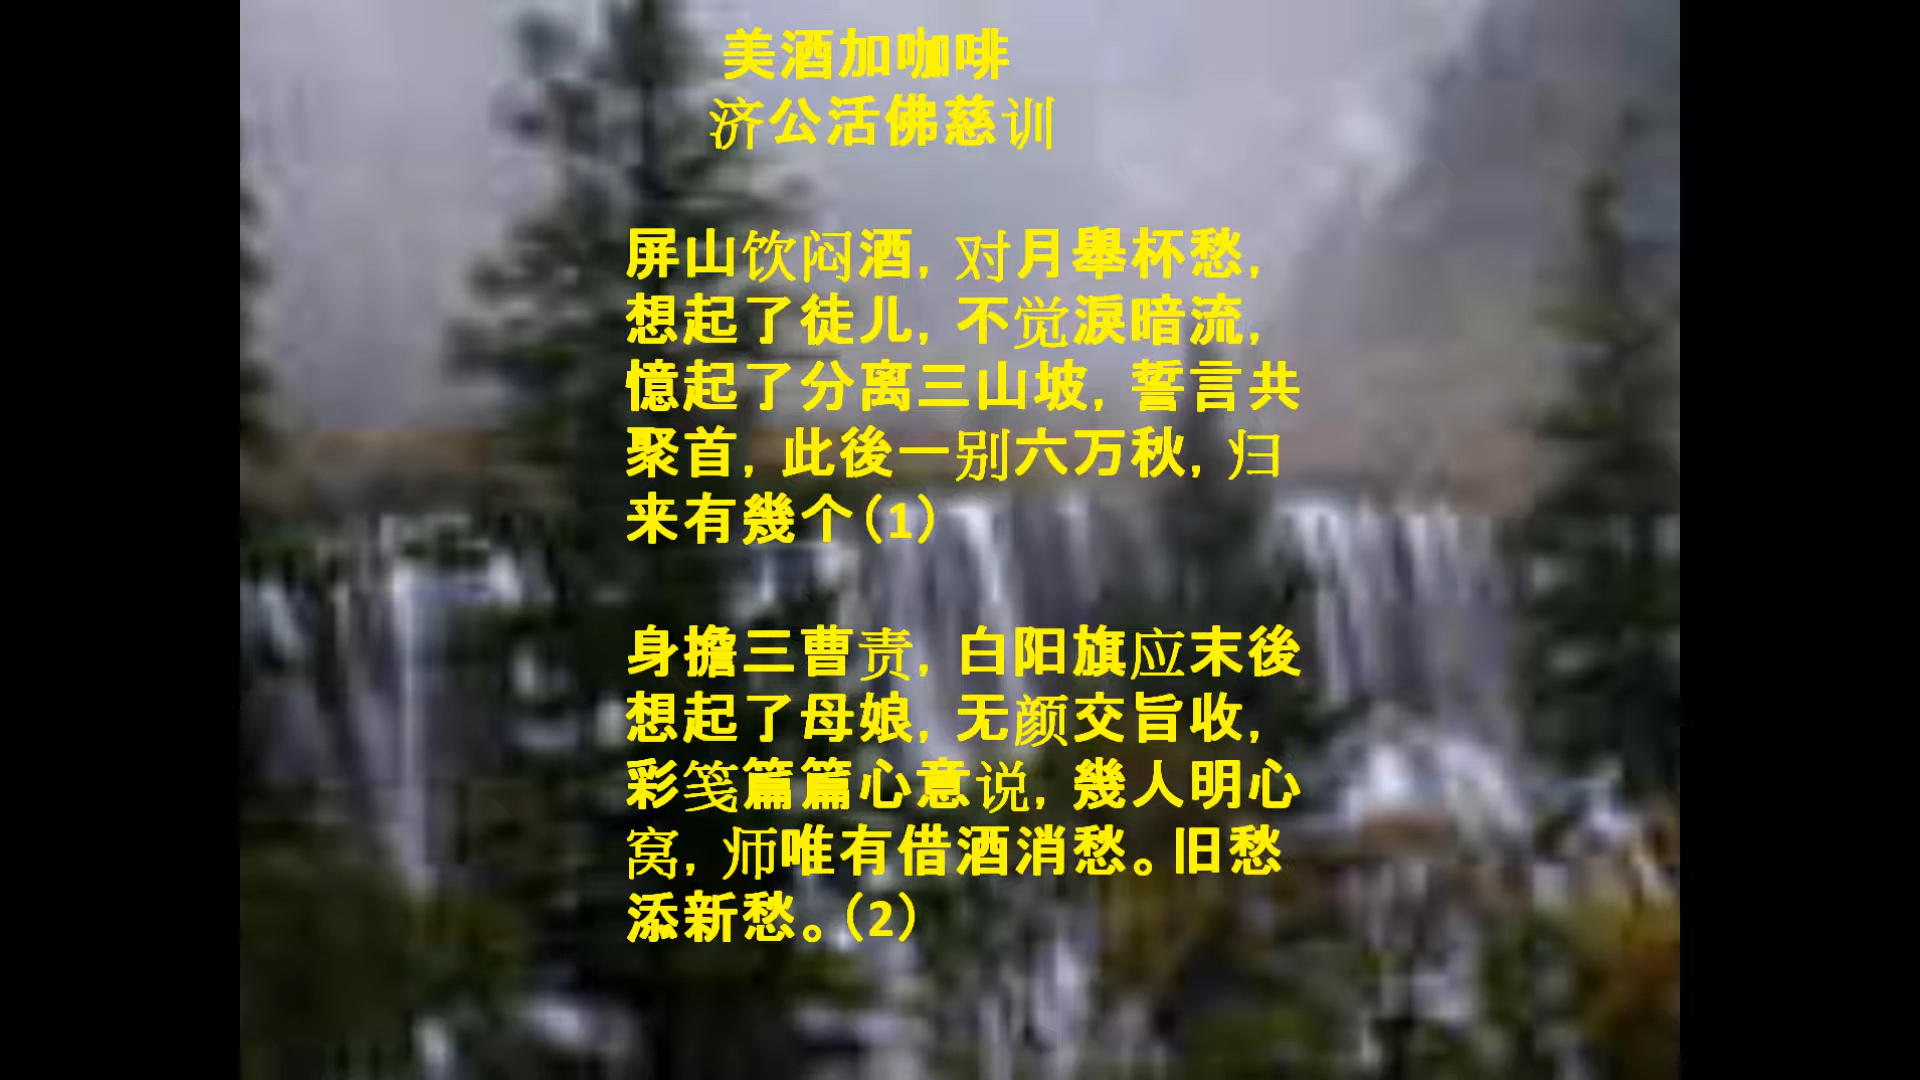 美酒加咖啡
济公活佛慈训
屏山饮闷酒,对月舉杯愁,
想起了徒儿,不觉淚暗流,
憶起了分离三山坡,誓言共
聚首,此後一别六万秋,归
来有幾个(1)
身擔三曹责,白阳旗应末後
想起了母娘,无颜交旨收,
彩笺篇篇心意说,幾人明心
窝,师唯有借酒消愁。旧愁
添新愁。(2)